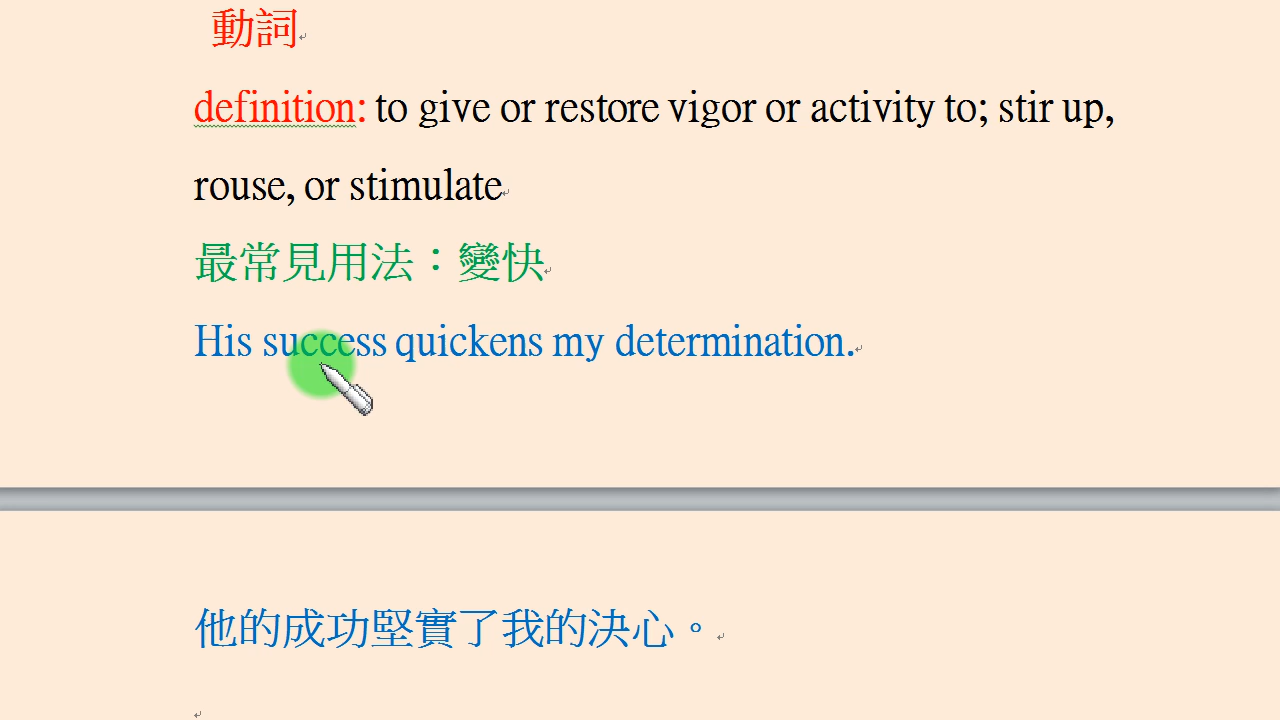 動詞
definition: to give or restore vigor or activity to; stir up,
rouse, or stimulate
最常見用法：變快
His success quickens my determination.
他的成功堅實了我的決心。